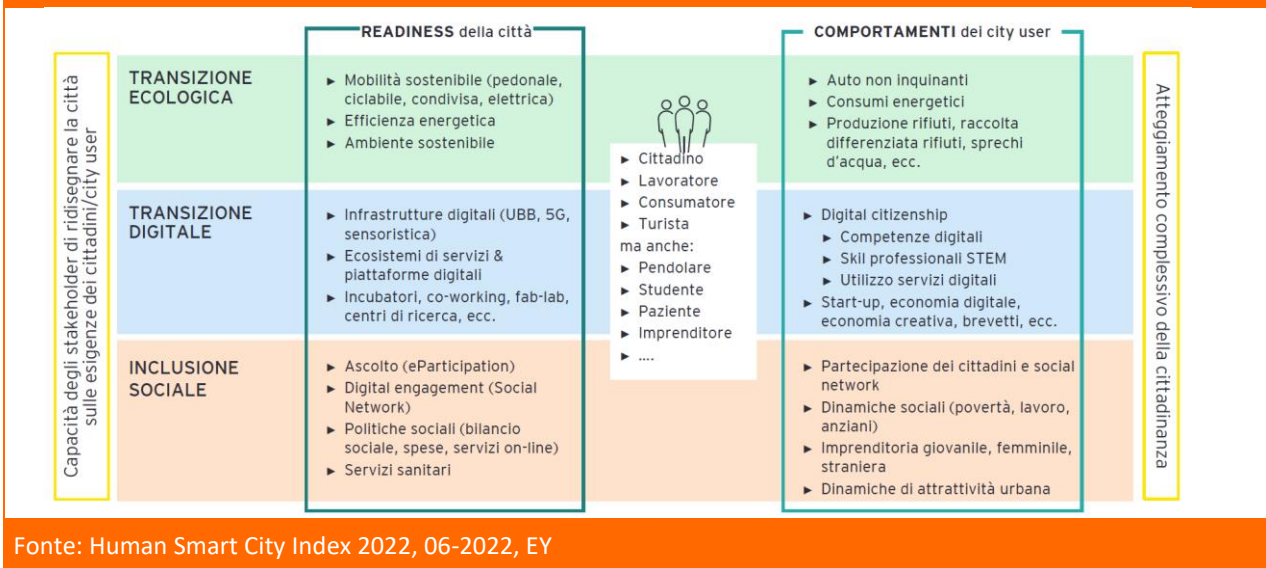 READINESS della città
COMPORTAMENTI dei city user
Capacità degli stakeholder di ridisegnare la città
sulle esigenze dei cittadini/city user
TRANSIZIONE
ECOLOGICA
► Mobilità sostenibile (pedonale,
ciclabile, condivisa, elettrica)
► Efficienza energetica
► Ambiente sostenibile
► Auto non inquinanti
► Consumi energetici
► Produzione rifiuti, raccolta
differenziata rifiuti, sprechi
d'acqua, ecc.
► Cittadino
► Lavoratore
► Consumatore
► Turista
ma anche:
► Pendolare
► Studente
► Paziente
► Imprenditore
► ....
TRANSIZIONE
DIGITALE
► Infrastrutture digitali (UBB, 5G,
sensoristica)
► Ecosistemi di servizi &
piattaforme digitali
► Incubatori, co-working, fab-lab,
centri di ricerca, ecc.
► Digital citizenship
► Competenze digitali
► Skil professionali STEM
► Utilizzo servizi digitali
► Start-up, economia digitale,
economia creativa, brevetti, ecc.
INCLUSIONE
SOCIALE
► Ascolto (eParticipation)
► Digital engagement (Social
Network)
► Politiche sociali (bilancio
sociale, spese, servizi on-line)
► Servizi sanitari
► Partecipazione dei cittadini e social
network
► Dinamiche sociali (povertà, lavoro,
anziani)
► Imprenditoria giovanile, femminile,
straniera
► Dinamiche di attrattività urbana
Atteggiamento complessivo della cittadinanza
Fonte: Human Smart City Index 2022, 06-2022, EY